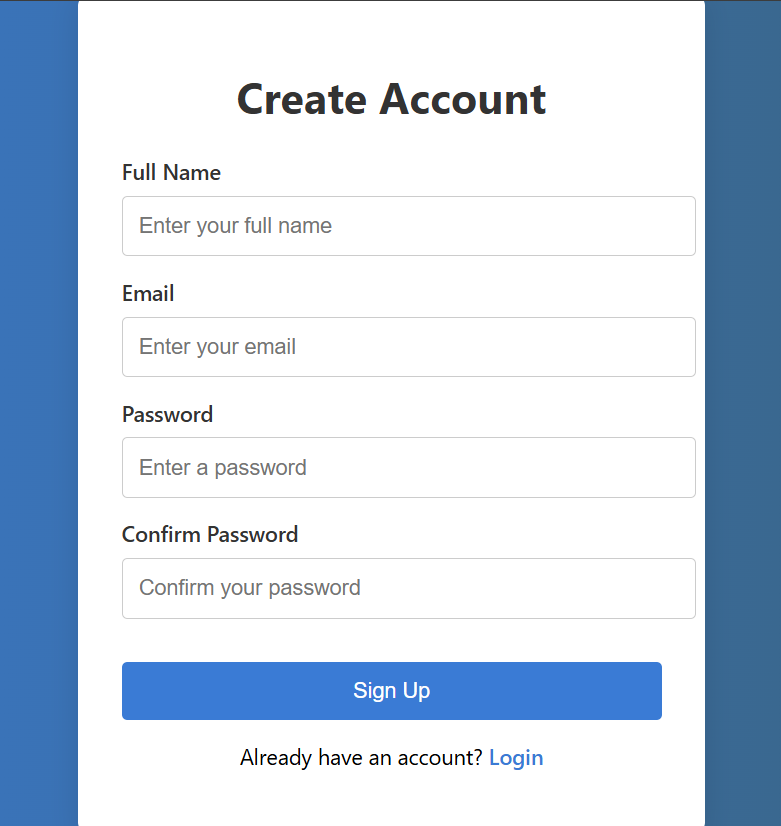 Create Account
Full Name
Enter your full name
Email
Enter your email
Password
Enter a password
Confirm Password
Confirm your password
Sign Up
Already have an account? Login